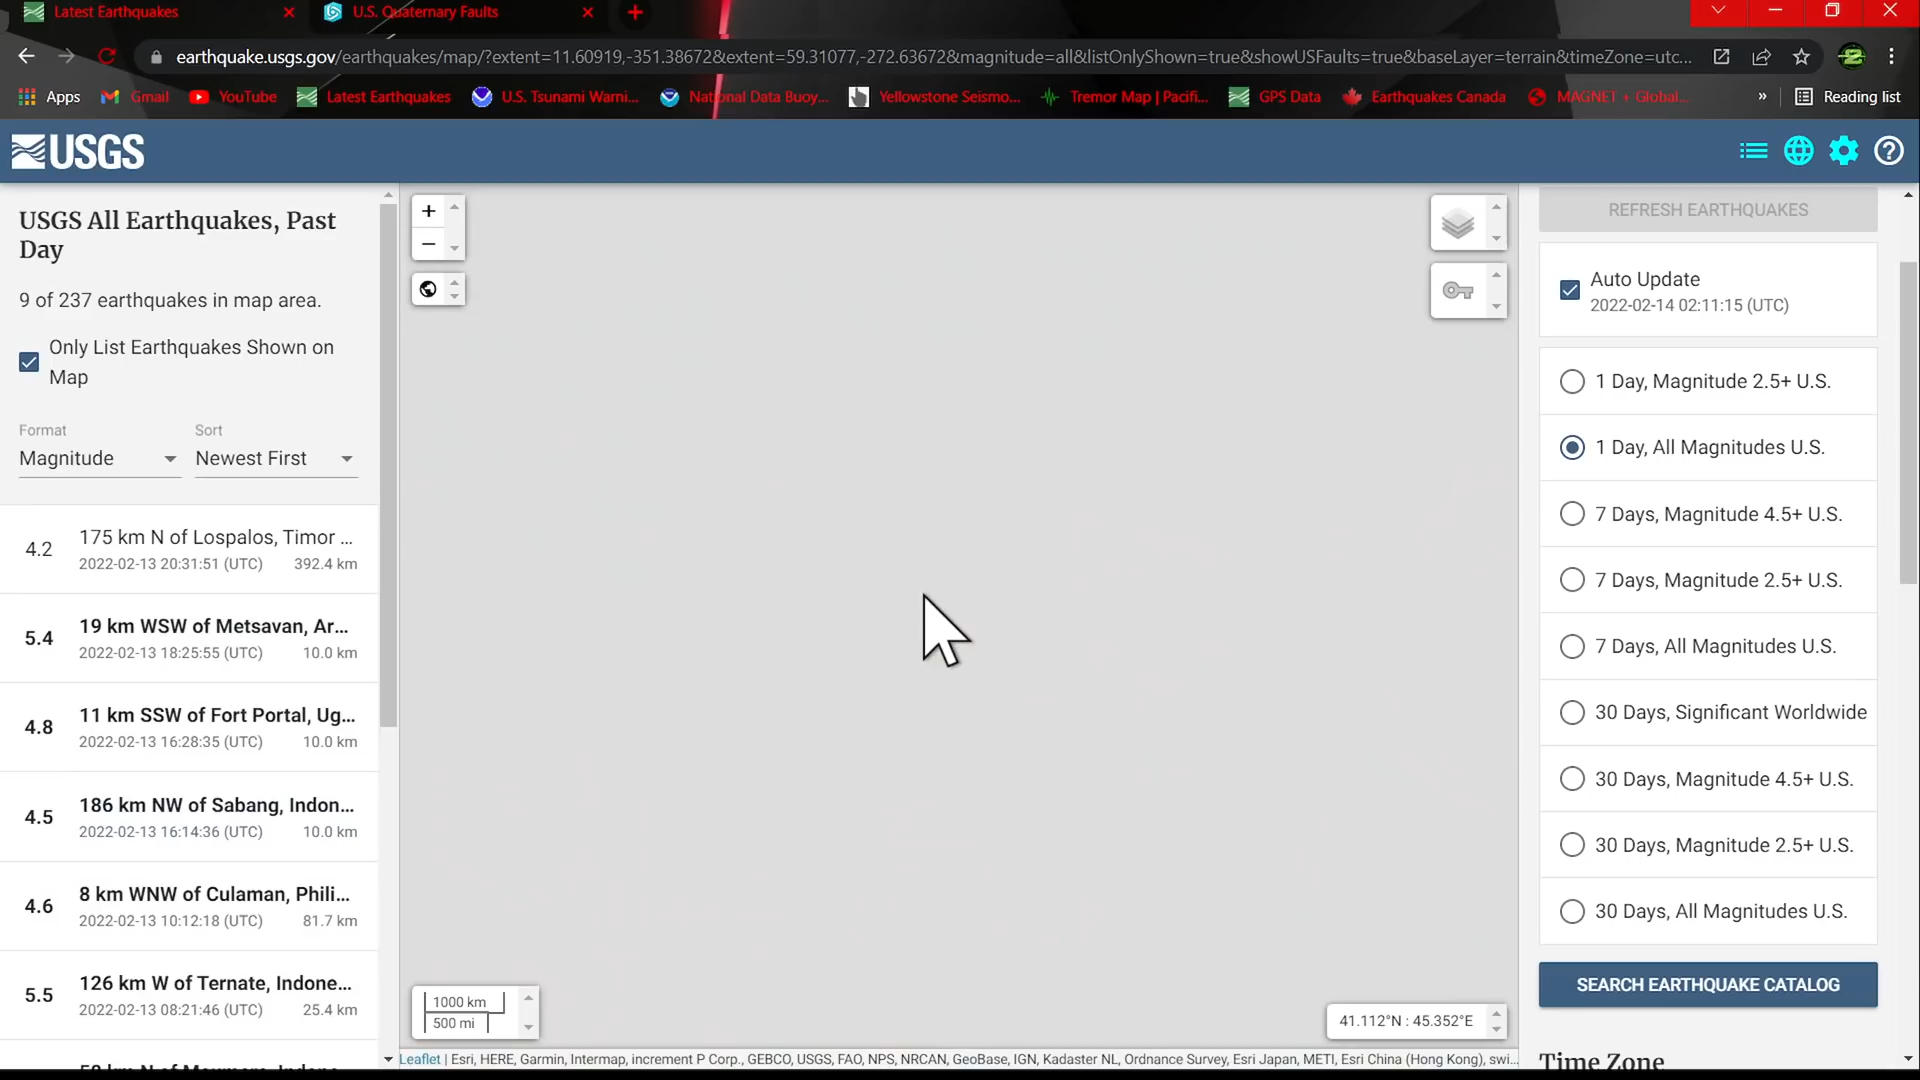 Latest Earthquakes
U.S. Quaternary Faults
earthquake.usgs.gov/earthquakes/map/?extent=11.60919,-351.38672&extent=59.31077,-272.63672&magnitude=all&listOnlyShown=true&showUSFaults=true&baseLayer=terrain&timeZone=utc...
Apps
Gmail
YouTube
Latest Earthquakes
U.S. Tsunami Warni...
National Data Buoy...
Yellowstone Seismo...
Tremor Map | Pacifi...
GPS Data
Earthquakes Canada
MAGNET + Global...
»
Reading list
USGS
USGS All Earthquakes, Past
Day
9 of 237 earthquakes in map area.
Only List Earthquakes Shown on
Map
Format
Sort
Magnitude
Newest First
4.2
175 km N of Lospalos, Timor ...
2022-02-13 20:31:51 (UTC)
392.4 km
5.4
19 km WSW of Metsavan, Ar...
2022-02-13 18:25:55 (UTC)
10.0 km
4.8
11 km SSW of Fort Portal, Ug...
2022-02-13 16:28:35 (UTC)
10.0 km
4.5
186 km NW of Sabang, Indon...
2022-02-13 16:14:36 (UTC)
10.0 km
4.6
8 km WNW of Culaman, Phili...
2022-02-13 10:12:18 (UTC)
81.7 km
5.5
126 km W of Ternate, Indone...
2022-02-13 08:21:46 (UTC)
25.4 km
+
−
1000 km
500 mi
41.112°N : 45.352°E
Leaflet | Esri, HERE, Garmin, Intermap, increment P Corp., GEBCO, USGS, FAO, NPS, NRCAN, GeoBase, IGN, Kadaster NL, Ordnance Survey, Esri Japan, METI, Esri China (Hong Kong), swi...
REFRESH EARTHQUAKES
Auto Update
2022-02-14 02:11:15 (UTC)
1 Day, Magnitude 2.5+ U.S.
1 Day, All Magnitudes U.S.
7 Days, Magnitude 4.5+ U.S.
7 Days, Magnitude 2.5+ U.S.
7 Days, All Magnitudes U.S.
30 Days, Significant Worldwide
30 Days, Magnitude 4.5+ U.S.
30 Days, Magnitude 2.5+ U.S.
30 Days, All Magnitudes U.S.
SEARCH EARTHQUAKE CATALOG
Time Zone